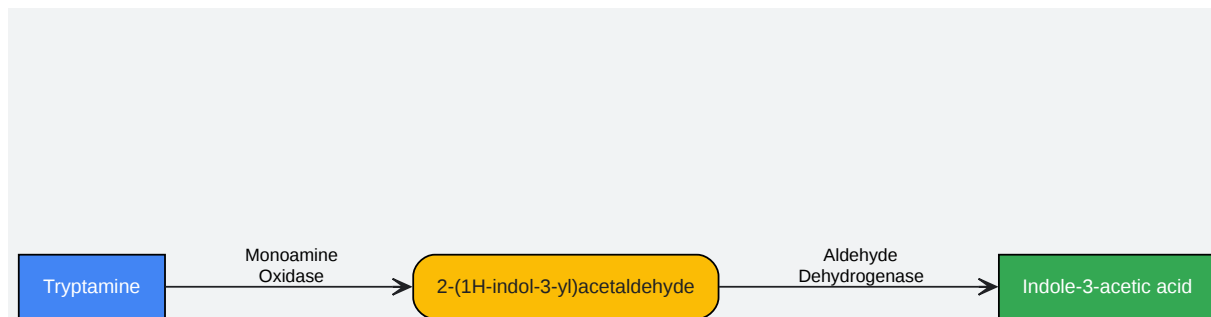 Tryptamine
Monoamine
Oxidase
2-(1H-indol-3-yl)acetaldehyde
Aldehyde
Dehydrogenase
Indole-3-acetic acid